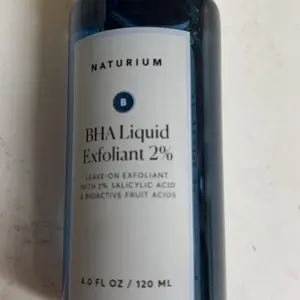 NATURIUM
B
BHA Liquid
Exfoliant 2%
LEAVE-ON EXFOLIANT
WITH 2% SALICYLIC ACID
& BIOACTIVE FRUIT ACIDS
4.0 FL OZ / 120 ML